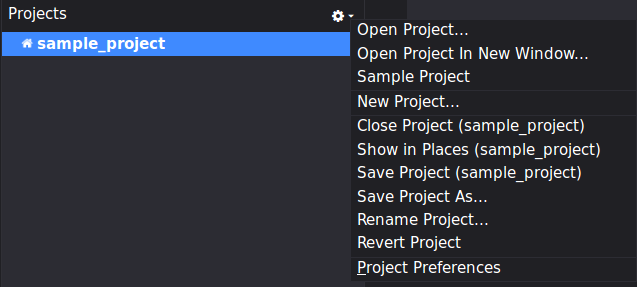 Projects
sample_project
Open Project...
Open Project In New Window...
Sample Project
New Project...
Close Project (sample_project)
Show in Places (sample_project)
Save Project (sample_project)
Save Project As...
Rename Project...
Revert Project
Project Preferences